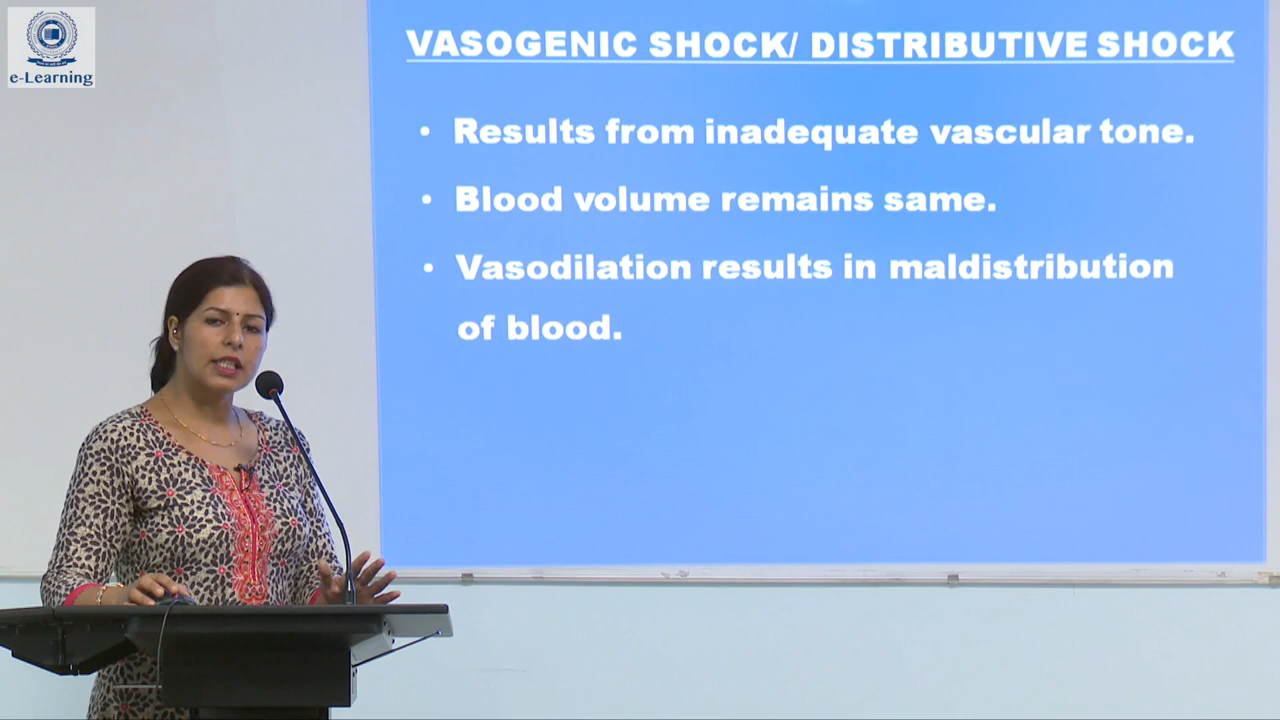 e-Learning
VASOGENIC SHOCK/ DISTRIBUTIVE SHOCK
• Results from inadequate vascular tone.
• Blood volume remains same.
• Vasodilation results in maldistribution
of blood.